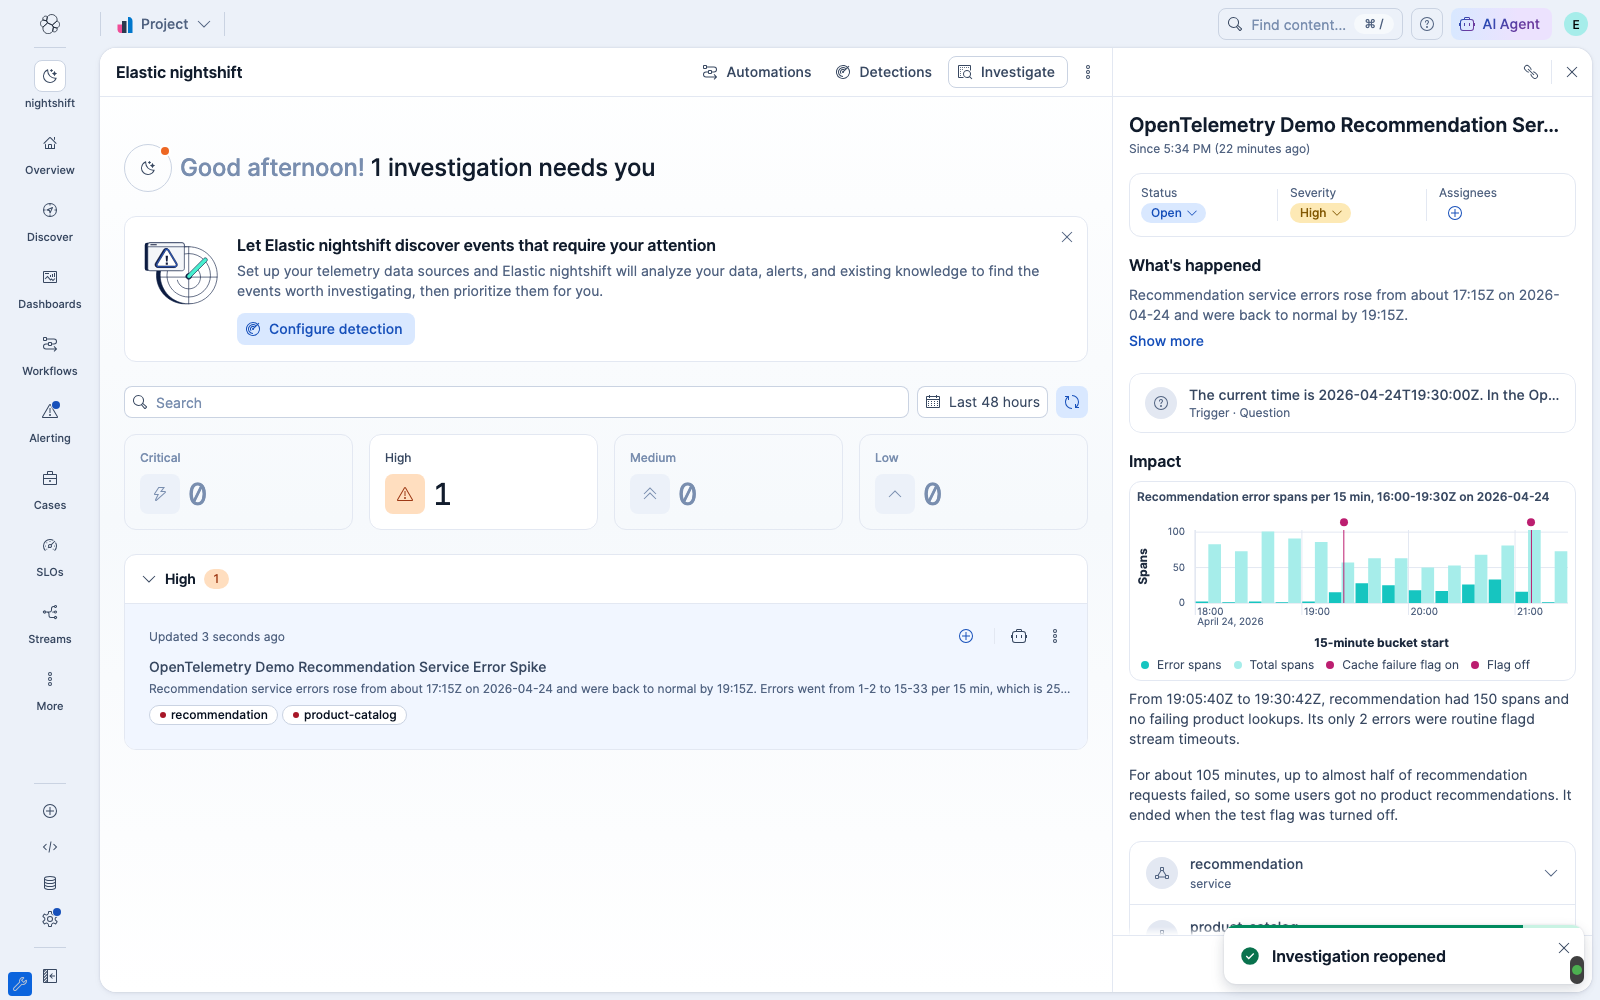 Project
Find content...
⌘ /
AI Agent
E
nightshift
Overview
Discover
Dashboards
Workflows
Alerting
Cases
SLOs
Streams
More
Elastic nightshift
Automations
Detections
Investigate
Good afternoon! 1 investigation needs you
Let Elastic nightshift discover events that require your attention
Set up your telemetry data sources and Elastic nightshift will analyze your data, alerts, and existing knowledge to find the
events worth investigating, then prioritize them for you.
Configure detection
Search
Last 48 hours
Critical
0
High
1
Medium
0
Low
0
High 1
Updated 3 seconds ago
OpenTelemetry Demo Recommendation Service Error Spike
Recommendation service errors rose from about 17:15Z on 2026-04-24 and were back to normal by 19:15Z. Errors went from 1-2 to 15-33 per 15 min, which is 25...
recommendation
product-catalog
OpenTelemetry Demo Recommendation Ser...
Since 5:34 PM (22 minutes ago)
Status
Open
Severity
High
Assignees
What's happened
Recommendation service errors rose from about 17:15Z on 2026-
04-24 and were back to normal by 19:15Z.
Show more
The current time is 2026-04-24T19:30:00Z. In the Op...
Trigger · Question
Impact
Recommendation error spans per 15 min, 16:00-19:30Z on 2026-04-24
Spans
100
50
0
18:00
April 24, 2026
19:00
20:00
21:00
15-minute bucket start
Error spans
Total spans
Cache failure flag on
Flag off
From 19:05:40Z to 19:30:42Z, recommendation had 150 spans and
no failing product lookups. Its only 2 errors were routine flagd
stream timeouts.
For about 105 minutes, up to almost half of recommendation
requests failed, so some users got no product recommendations. It
ended when the test flag was turned off.
recommendation
service
product-catalog
Investigation reopened